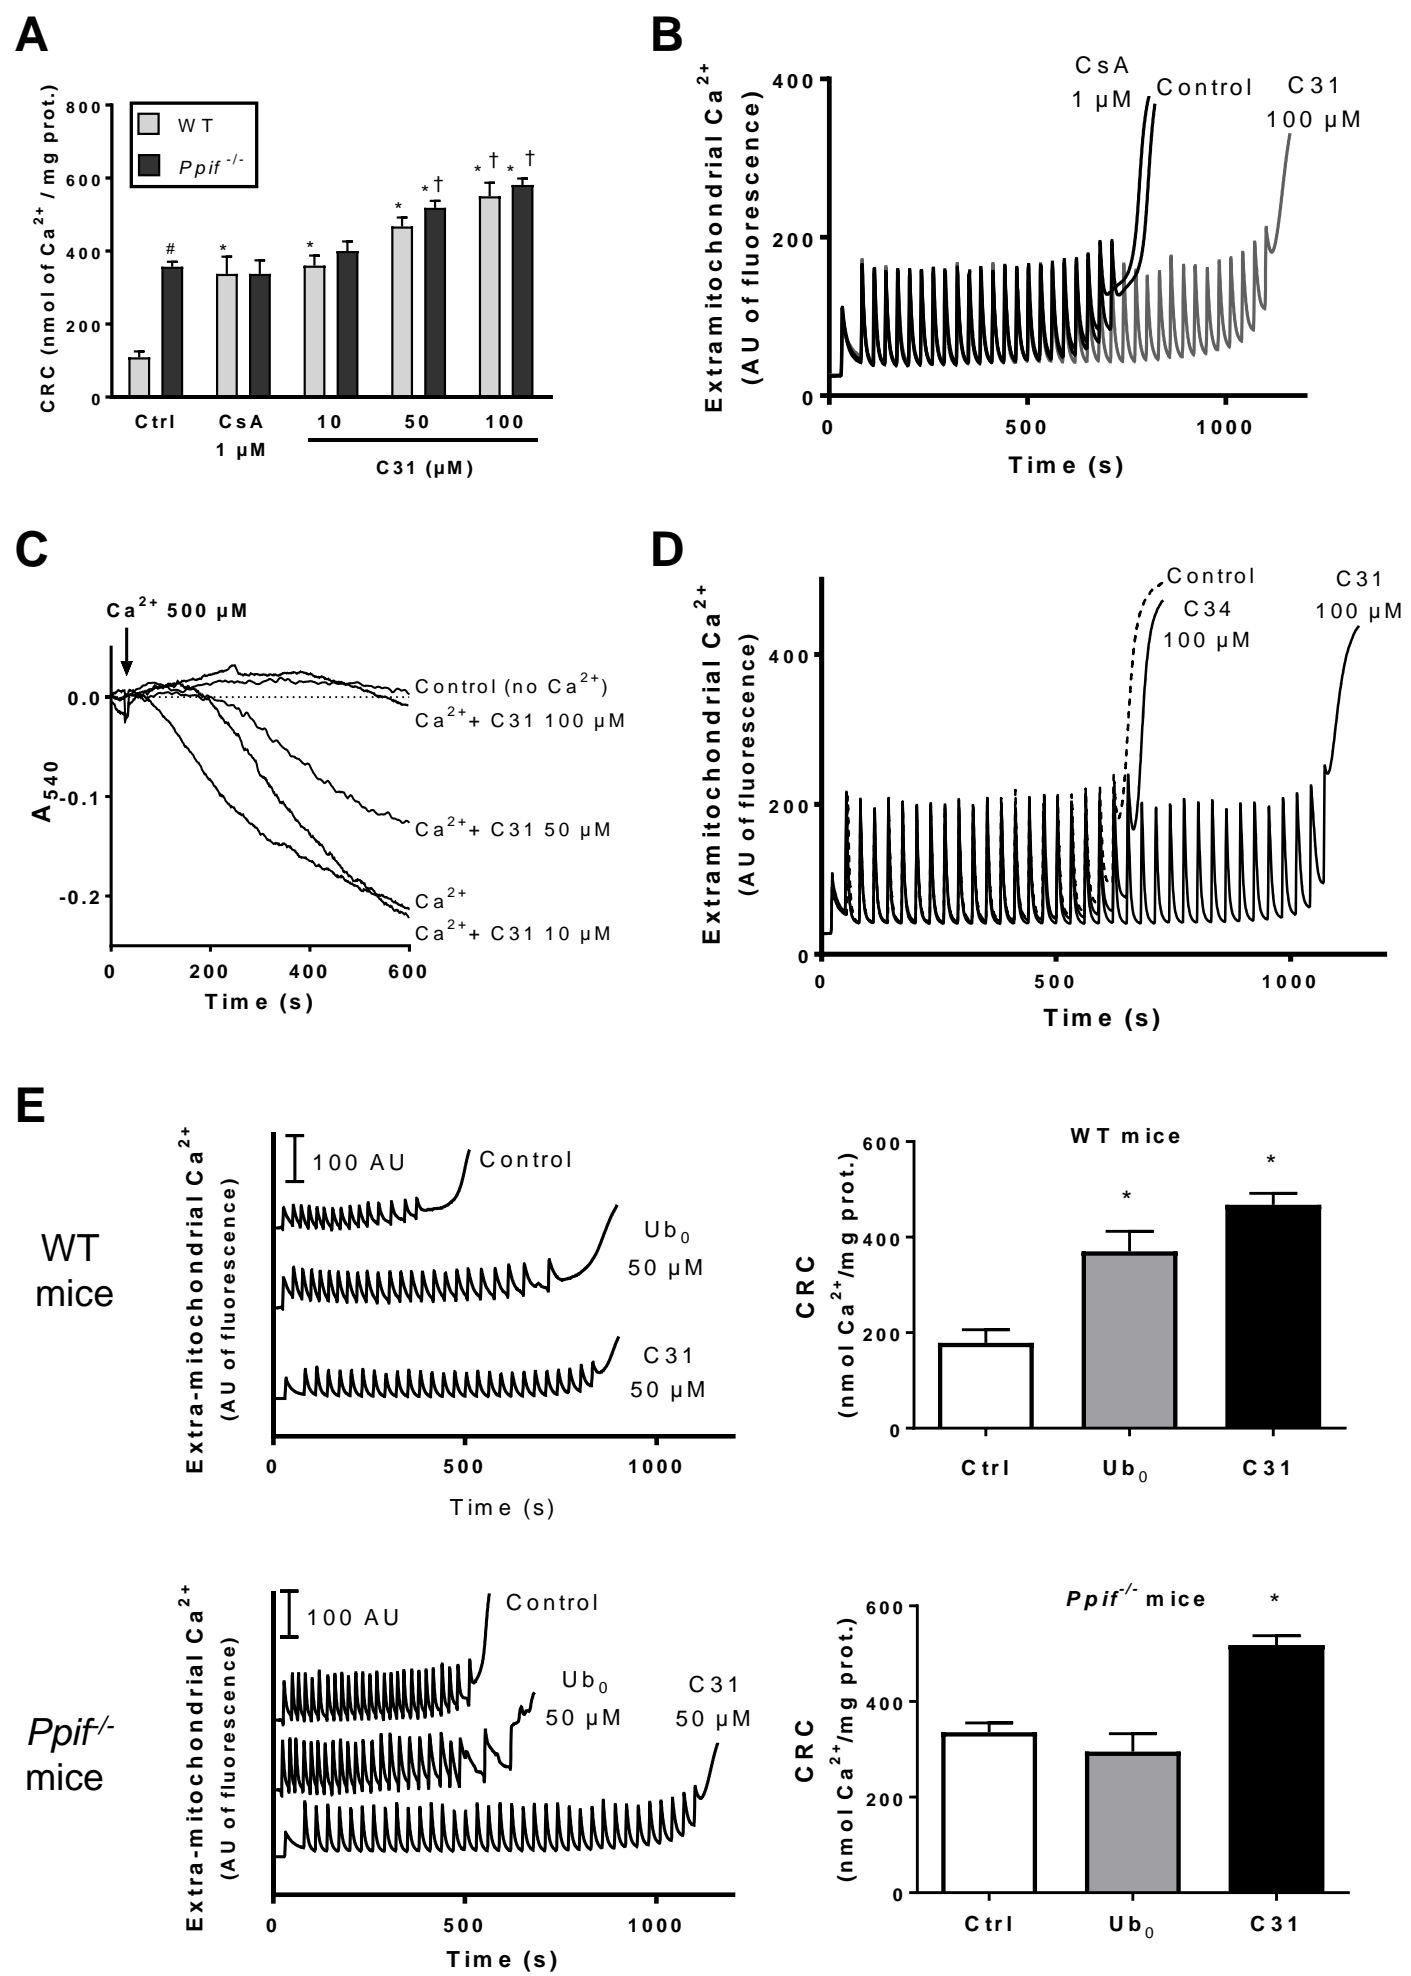 A
CRC (nmol of Ca2+ / mg prot.)
800
600
400
200
0
WT
Ppif -/-
#
*
*
*
*†
*†
*†
Ctrl
CsA
1 µM
10
50
100
C31 (µM)
B
Extramitochondrial Ca2+
(AU of fluorescence)
400
200
0
CsA
1 µM
Control
C31
100 µM
0
500
1000
Time (s)
C
Ca2+ 500 µM
A540
0.0
-0.1
-0.2
Control (no Ca2+)
Ca2++ C31 100 µM
Ca2++ C31 50 µM
Ca2+
Ca2++ C31 10 µM
0
200
400
600
Time (s)
D
Extramitochondrial Ca2+
(AU of fluorescence)
400
200
0
Control
C34
100 µM
C31
100 µM
0
500
1000
Time (s)
E
WT
mice
Extra-mitochondrial Ca2+
(AU of fluorescence)
100 AU
Control
Ub0
50 µM
C31
50 µM
0
500
1000
Time (s)
WT mice
CRC
(nmol Ca2+/mg prot.)
600
400
200
0
*
*
Ctrl
Ub0
C31
Ppif-/-
mice
Extra-mitochondrial Ca2+
(AU of fluorescence)
100 AU
Control
Ub0
50 µM
C31
50 µM
0
500
1000
Time (s)
Ppif-/- mice
CRC
(nmol Ca2+/mg prot.)
600
400
200
0
*
Ctrl
Ub0
C31